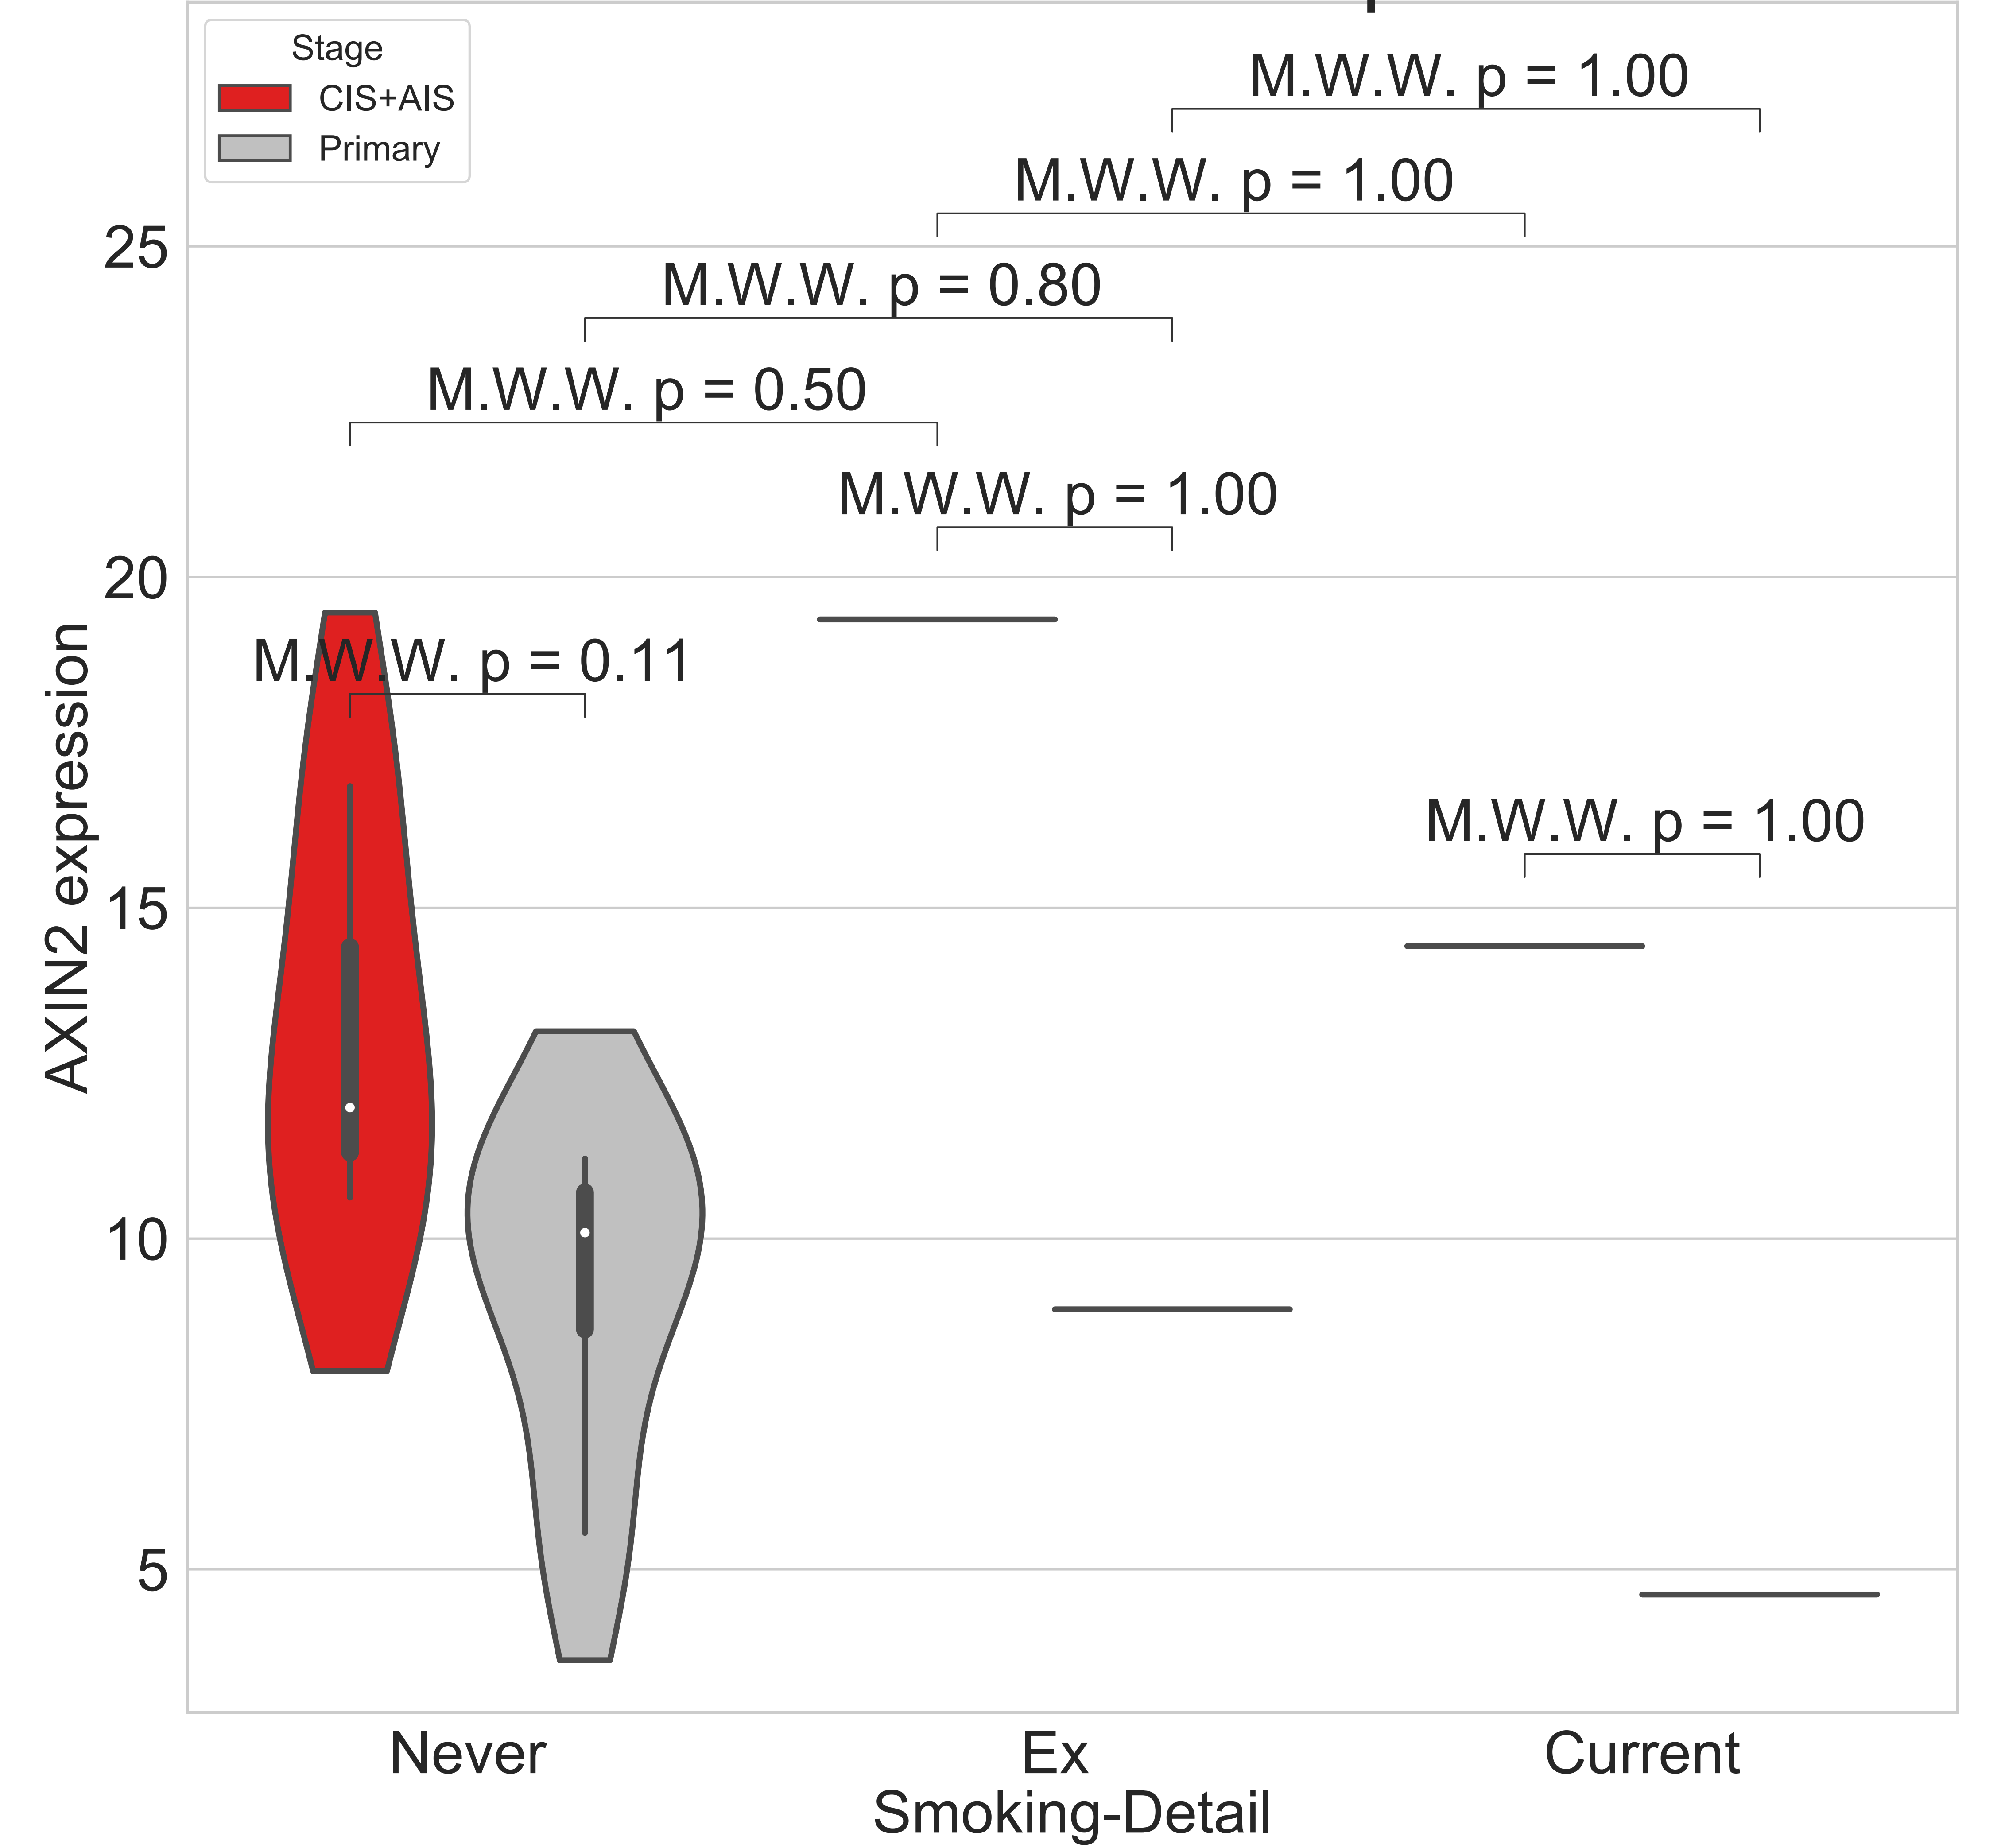 Stage
CIS+AIS
Primary
M.W.W. p = 1.00
M.W.W. p = 1.00
25
M.W.W. p = 0.80
M.W.W. p = 0.50
M.W.W. p = 1.00
20
M.W.W. p = 0.11
M.W.W. p = 1.00
15
AXIN2 expression
10
5
Never
Ex
Current
Smoking-Detail